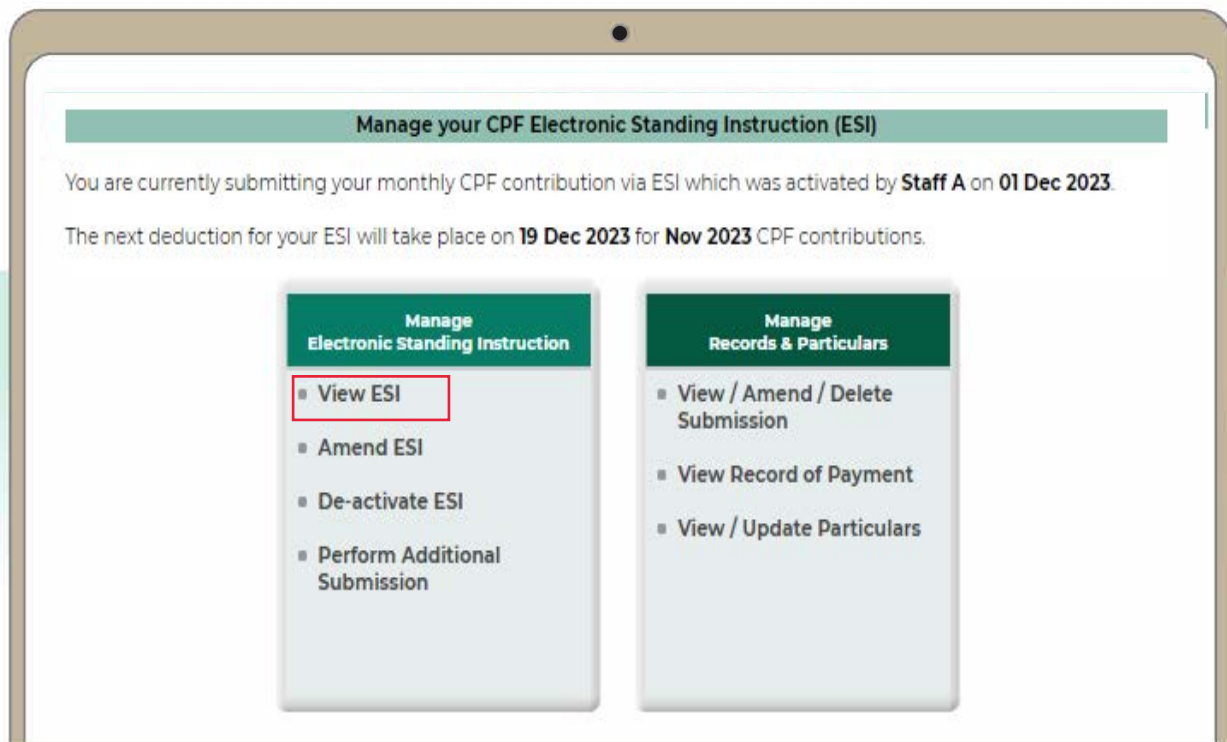 Manage your CPF Electronic Standing Instruction (ESI)
You are currently submitting your monthly CPF contribution via ESI which was activated by Staff A on 01 Dec 2023.
The next deduction for your ESI will take place on 19 Dec 2023 for Nov 2023 CPF contributions.
Manage
Electronic Standing Instruction
View ESI
Amend ESI
De-activate ESI
Perform Additional
Submission
Manage
Records & Particulars
View / Amend / Delete
Submission
View Record of Payment
View / Update Particulars